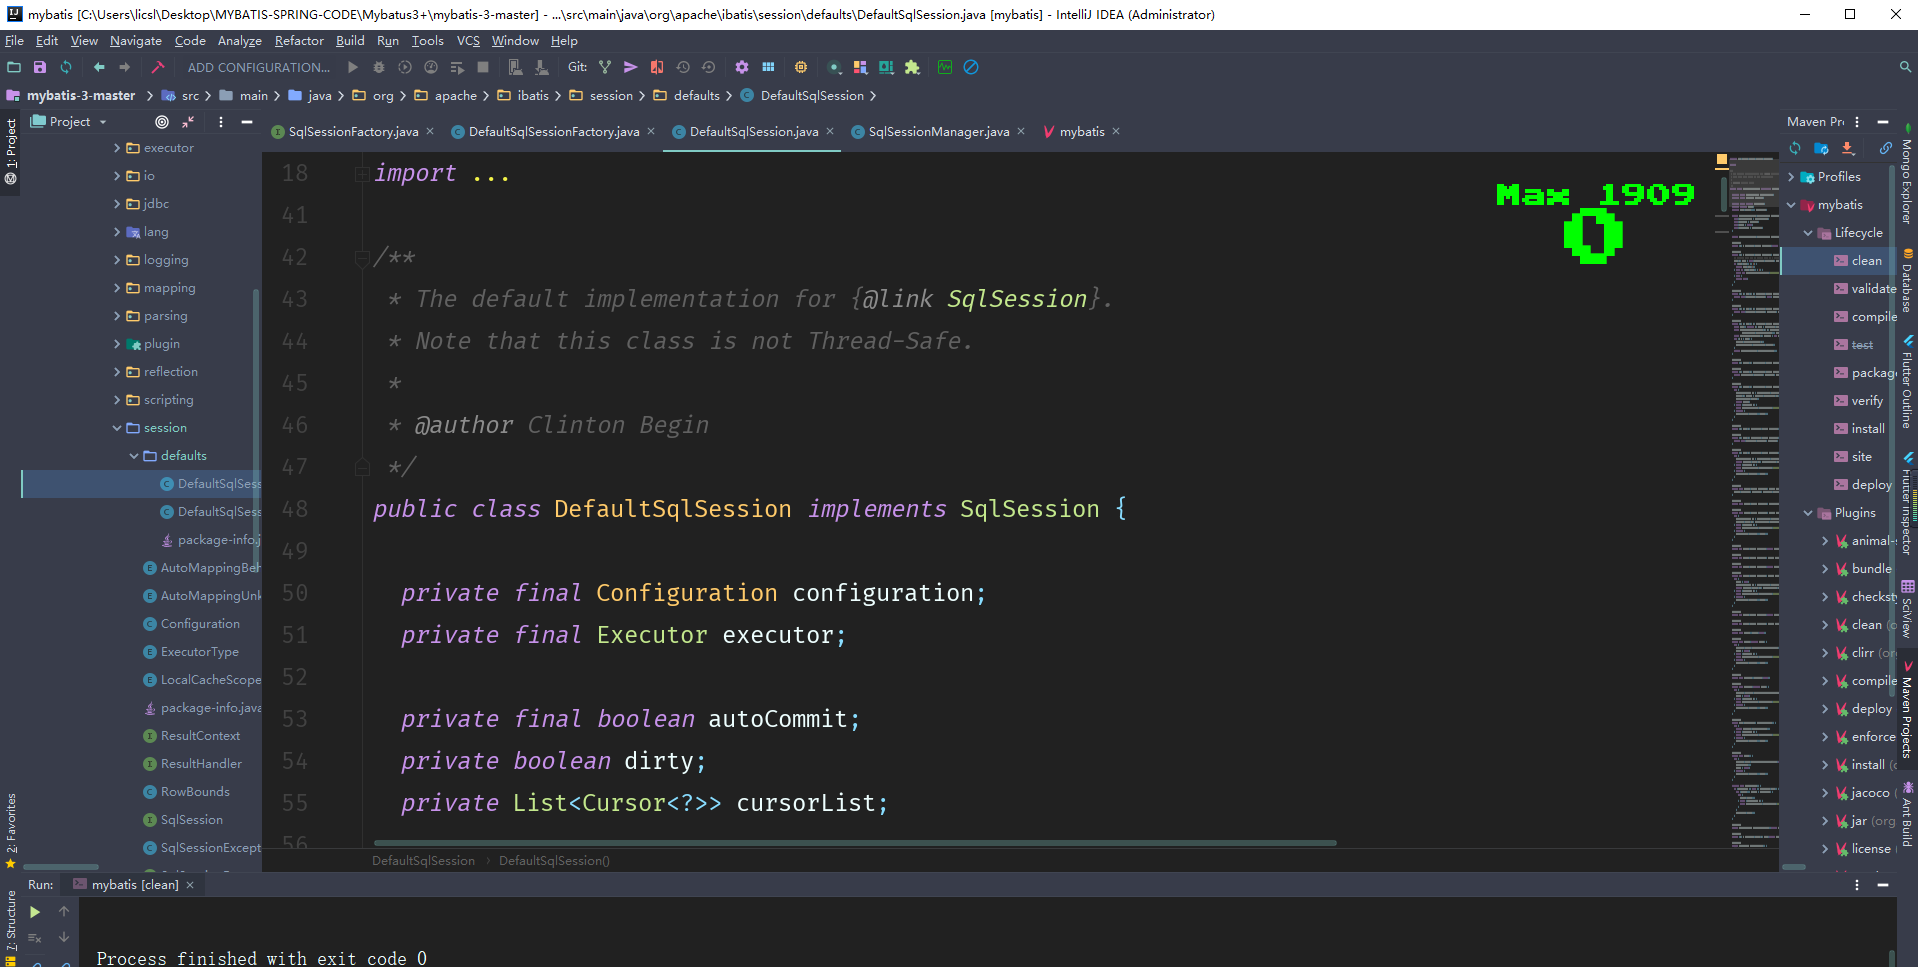 mybatis [C:\Users\licsl\Desktop\MYBATIS-SPRING-CODE\Mybatus3+\mybatis-3-master] - ...\src\main\java\org\apache\ibatis\session\defaults\DefaultSqlSession.java [mybatis] - IntelliJ IDEA (Administrator)
File Edit View Navigate Code Analyze Refactor Build Run Tools VCS Window Help
ADD CONFIGURATION... Git:
mybatis-3-master src main java org apache ibatis session defaults DefaultSqlSession
1: Project
Project
SqlSessionFactory.java DefaultSqlSessionFactory.java DefaultSqlSession.java SqlSessionManager.java mybatis
executor
io
jdbc
lang
logging
mapping
parsing
plugin
reflection
scripting
session
defaults
DefaultSqlSess
DefaultSqlSess
package-info.j
AutoMappingBeh
AutoMappingUnk
Configuration
ExecutorType
LocalCacheScope
package-info.java
ResultContext
ResultHandler
RowBounds
SqlSession
SqlSessionExcept
18 import ...
41
42 /**
43 * The default implementation for {@link SqlSession}.
44 * Note that this class is not Thread-Safe.
45 *
46 * @author Clinton Begin
47 */
48 public class DefaultSqlSession implements SqlSession {
49
50 private final Configuration configuration;
51 private final Executor executor;
52
53 private final boolean autoCommit;
54 private boolean dirty;
55 private List<Cursor<?>> cursorList;
56
Max 1909
0
DefaultSqlSession DefaultSqlSession()
Maven Pr
Profiles
mybatis
Lifecycle
clean
validate
compile
test
package
verify
install
site
deploy
Plugins
animal-s
bundle
checksty
clean (o
clirr (or
compile
deploy
enforce
install (c
jacoco (
jar (org
license
Mongo Explorer
Database
Flutter Outline
Flutter Inspector
SciView
Maven Projects
Ant Build
2: Favorites
7: Structure
Run: mybatis [clean]
Process finished with exit code 0